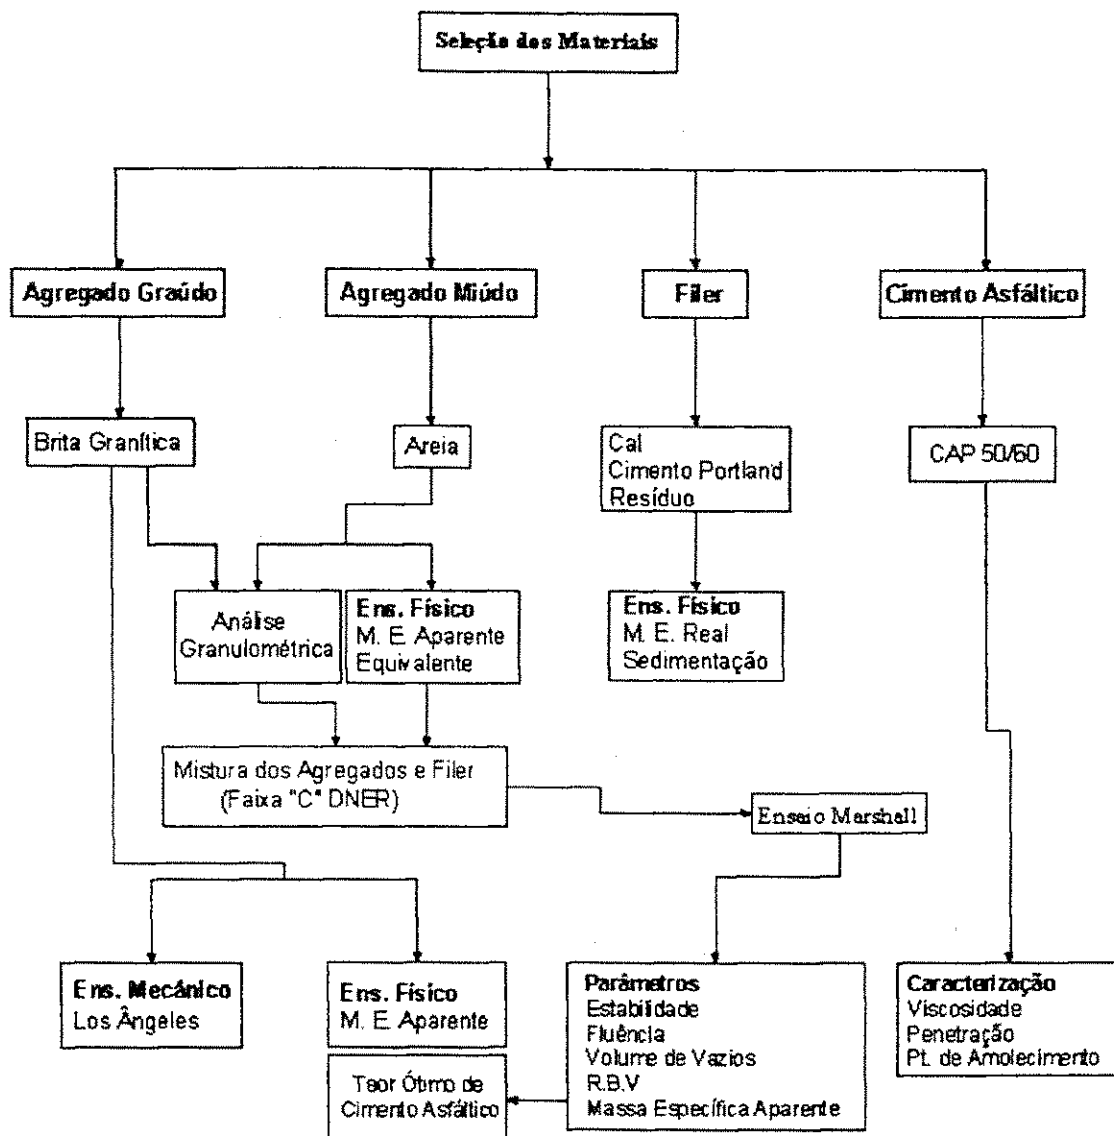 Seleção dos Materiais
Agregado Graúdo
Agregado Miúdo
Filer
Cimento Asfáltico
Brita Granítica
Areia
Cal
Cimento Portland
Resíduo
CAP 50/60
Análise
Granulométrica
Ens. Físico
M. E. Aparente
Equivalente
Ens. Físico
M. E. Real
Sedimentação
Mistura dos Agregados e Filer
(Faixa "C" DNER)
Ensaio Marshall
Ens. Mecánico
Los Ângeles
Ens. Físico
M. E. Aparente
Parâmetros
Estabilidade
Fluência
Volume de Vazios
R.B.V
Massa Específica Aparente
Caracterização
Viscosidade
Penetração
Pt. de Amolecimento
Teor Ótimo de
Cimento Asfáltico